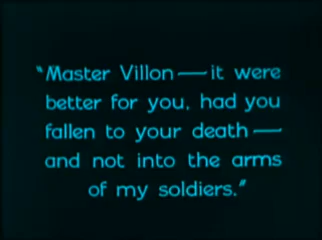 "Master Villon — it were
better for you, had you
fallen to your death —
and not into the arms
of my soldiers."